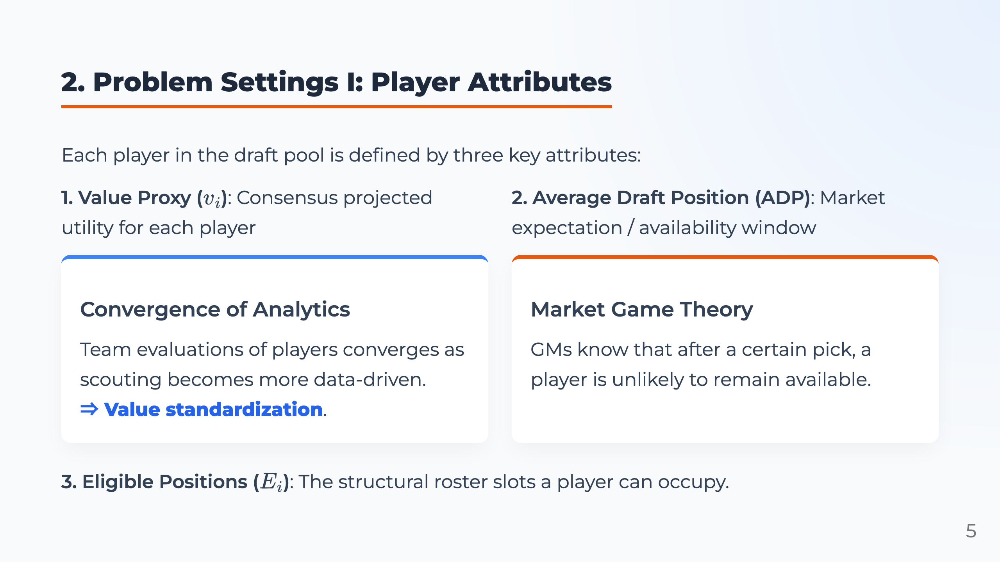 2. Problem Settings I: Player Attributes
Each player in the draft pool is defined by three key attributes:
1. Value Proxy (v_i): Consensus projected
utility for each player
2. Average Draft Position (ADP): Market
expectation / availability window
Convergence of Analytics
Team evaluations of players converges as
scouting becomes more data-driven.
⇒ Value standardization.
Market Game Theory
GMs know that after a certain pick, a
player is unlikely to remain available.
3. Eligible Positions (E_i): The structural roster slots a player can occupy.
5